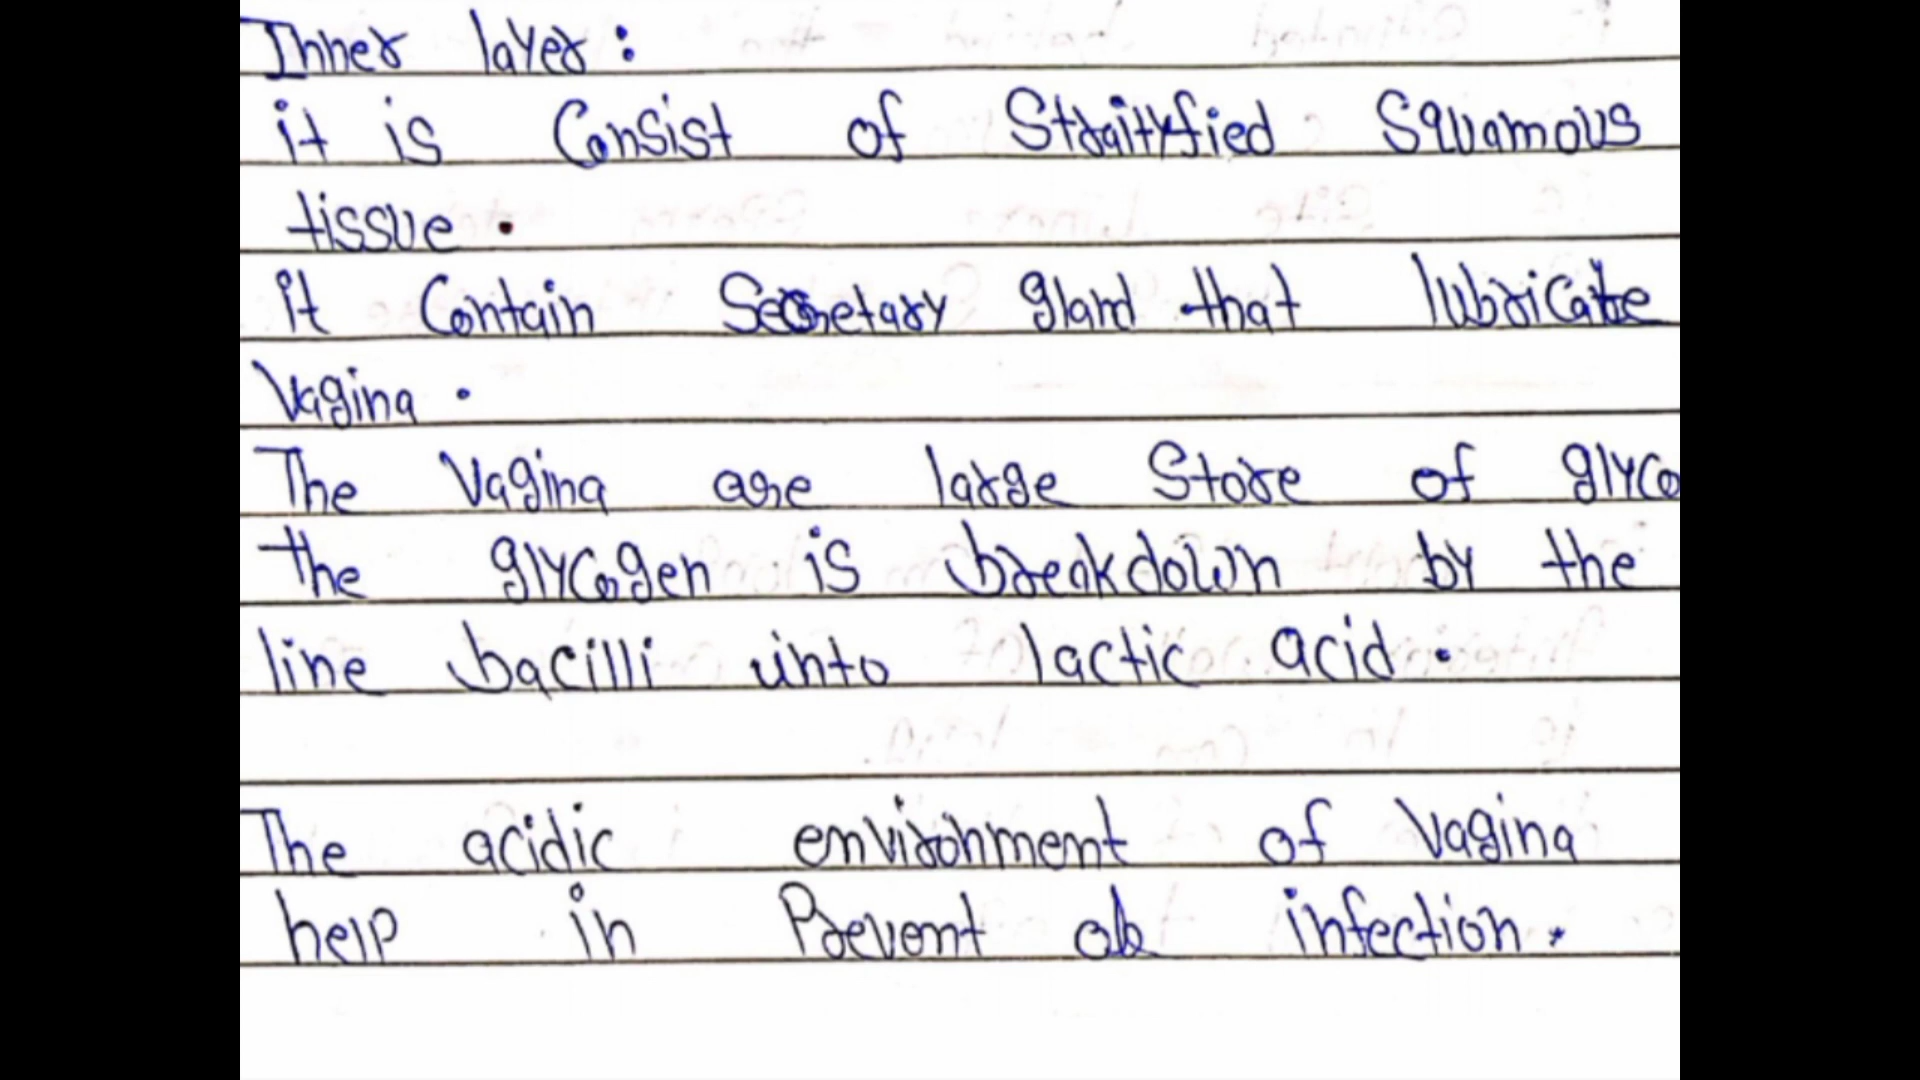 Inner layer :
it is Consist of Straityfied Squamous
tissue .
it Contain Secretary gland that lubricate
Vagina .
The Vagina are large Store of glyco
the glycogen is breakdown by the
line bacilli into lactic acid .
The acidic environment of Vagina
help in Prevent of infection .